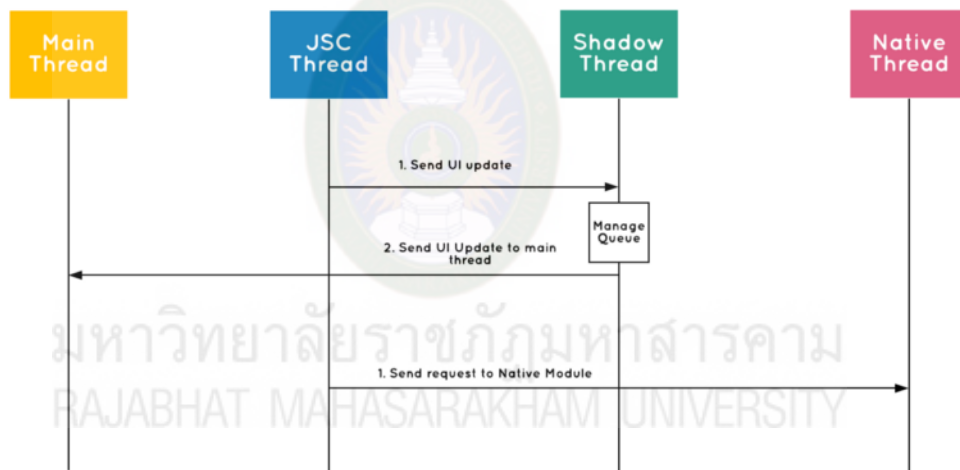 Main
Thread
JSC
Thread
Shadow
Thread
Native
Thread
1. Send UI update
Manage
Queue
2. Send UI Update to main
thread
มหาวิทยาลัยราชภัฏมหาสารคาม
1. Send request to Native Module
RAJABHAT MAHASARAKHAM UNIVERSITY